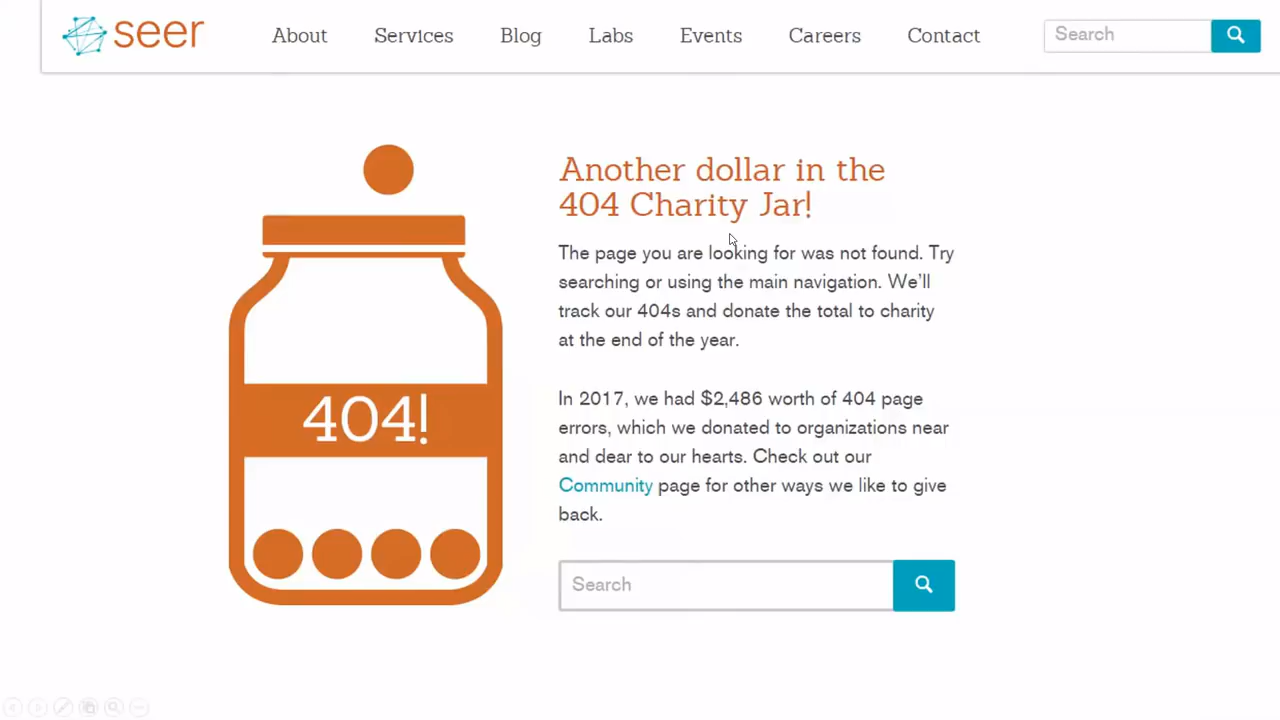 seer
About Services Blog Labs Events Careers Contact Search
Another dollar in the
404 Charity Jar!
The page you are looking for was not found. Try
searching or using the main navigation. We'll
track our 404s and donate the total to charity
at the end of the year.
In 2017, we had $2,486 worth of 404 page
errors, which we donated to organizations near
and dear to our hearts. Check out our
Community page for other ways we like to give
back.
Search
404!